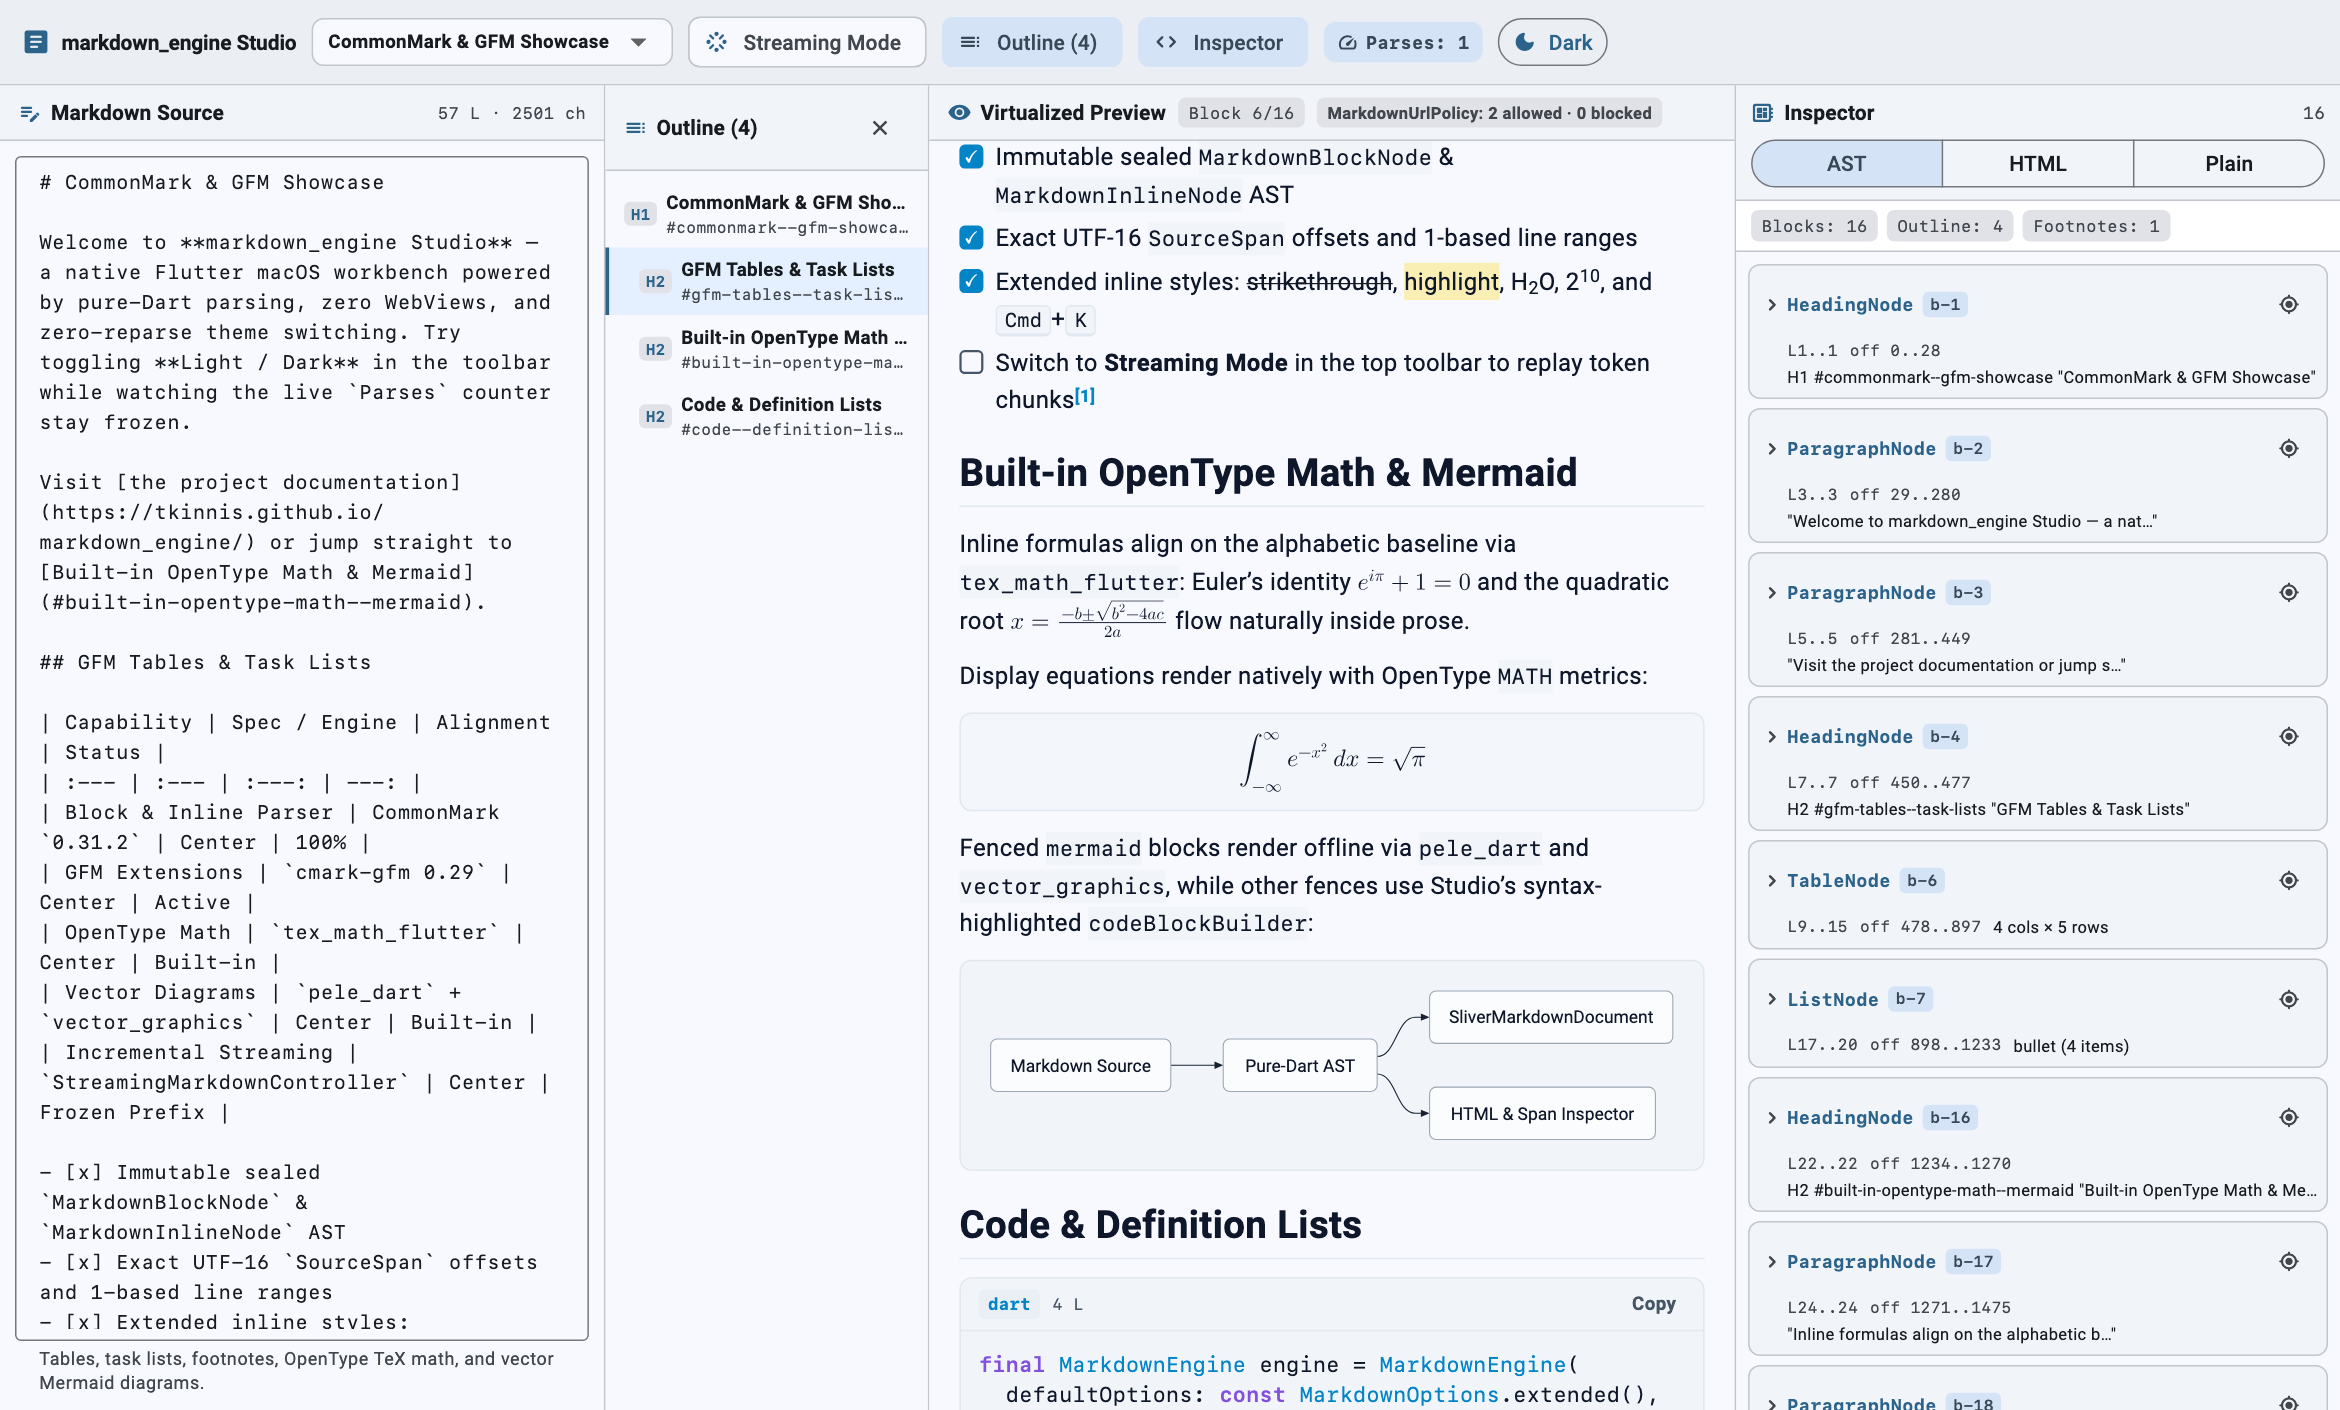 markdown_engine Studio
CommonMark & GFM Showcase
Streaming Mode
Outline (4)
Inspector
Parses: 1
Dark
Markdown Source
57 L · 2501 ch
# CommonMark & GFM Showcase
Welcome to **markdown_engine Studio** —
a native Flutter macOS workbench powered
by pure-Dart parsing, zero WebViews, and
zero-reparse theme switching. Try
toggling **Light / Dark** in the toolbar
while watching the live `Parses` counter
stay frozen.
Visit [the project documentation]
(https://tkinnis.github.io/
markdown_engine/) or jump straight to
[Built-in OpenType Math & Mermaid]
(#built-in-opentype-math--mermaid).
## GFM Tables & Task Lists
| Capability | Spec / Engine | Alignment
| Status |
| :--- | :--- | :---: | ---: |
| Block & Inline Parser | CommonMark
`0.31.2` | Center | 100% |
| GFM Extensions | `cmark-gfm 0.29` |
Center | Active |
| OpenType Math | `tex_math_flutter` |
Center | Built-in |
| Vector Diagrams | `pele_dart` +
`vector_graphics` | Center | Built-in |
| Incremental Streaming |
`StreamingMarkdownController` | Center |
Frozen Prefix |
- [x] Immutable sealed
`MarkdownBlockNode` &
`MarkdownInlineNode` AST
- [x] Exact UTF-16 `SourceSpan` offsets
and 1-based line ranges
- [x] Extended inline styles:
Tables, task lists, footnotes, OpenType TeX math, and vector
Mermaid diagrams.
Outline (4)
H1 CommonMark & GFM Sho…
#commonmark--gfm-showca…
H2 GFM Tables & Task Lists
#gfm-tables--task-lis…
H2 Built-in OpenType Math …
#built-in-opentype-ma…
H2 Code & Definition Lists
#code--definition-lis…
Virtualized Preview
Block 6/16
MarkdownUrlPolicy: 2 allowed · 0 blocked
Immutable sealed MarkdownBlockNode &
MarkdownInlineNode AST
Exact UTF-16 SourceSpan offsets and 1-based line ranges
Extended inline styles: strikethrough, highlight, H₂O, 2¹⁰, and
Cmd + K
Switch to Streaming Mode in the top toolbar to replay token
chunks[1]
Built-in OpenType Math & Mermaid
Inline formulas align on the alphabetic baseline via
tex_math_flutter: Euler’s identity e^{iπ} + 1 = 0 and the quadratic
root x = \frac{-b±\sqrt{b^2-4ac}}{2a} flow naturally inside prose.
Display equations render natively with OpenType MATH metrics:
∫_{-∞}^{∞} e^{-x^2} dx = √π
Fenced mermaid blocks render offline via pele_dart and
vector_graphics, while other fences use Studio’s syntax-
highlighted codeBlockBuilder:
SliverMarkdownDocument
Markdown Source
Pure-Dart AST
HTML & Span Inspector
Code & Definition Lists
dart 4 L
Copy
final MarkdownEngine engine = MarkdownEngine(
defaultOptions: const MarkdownOptions.extended(),
Inspector
16
AST
HTML
Plain
Blocks: 16
Outline: 4
Footnotes: 1
HeadingNode b-1
L1..1 off 0..28
H1 #commonmark--gfm-showcase "CommonMark & GFM Showcase"
ParagraphNode b-2
L3..3 off 29..280
"Welcome to markdown_engine Studio — a nat…"
ParagraphNode b-3
L5..5 off 281..449
"Visit the project documentation or jump s…"
HeadingNode b-4
L7..7 off 450..477
H2 #gfm-tables--task-lists "GFM Tables & Task Lists"
TableNode b-6
L9..15 off 478..897 4 cols × 5 rows
ListNode b-7
L17..20 off 898..1233 bullet (4 items)
HeadingNode b-16
L22..22 off 1234..1270
H2 #built-in-opentype-math--mermaid "Built-in OpenType Math & Me…
ParagraphNode b-17
L24..24 off 1271..1475
"Inline formulas align on the alphabetic b…"
ParagraphNode b-18